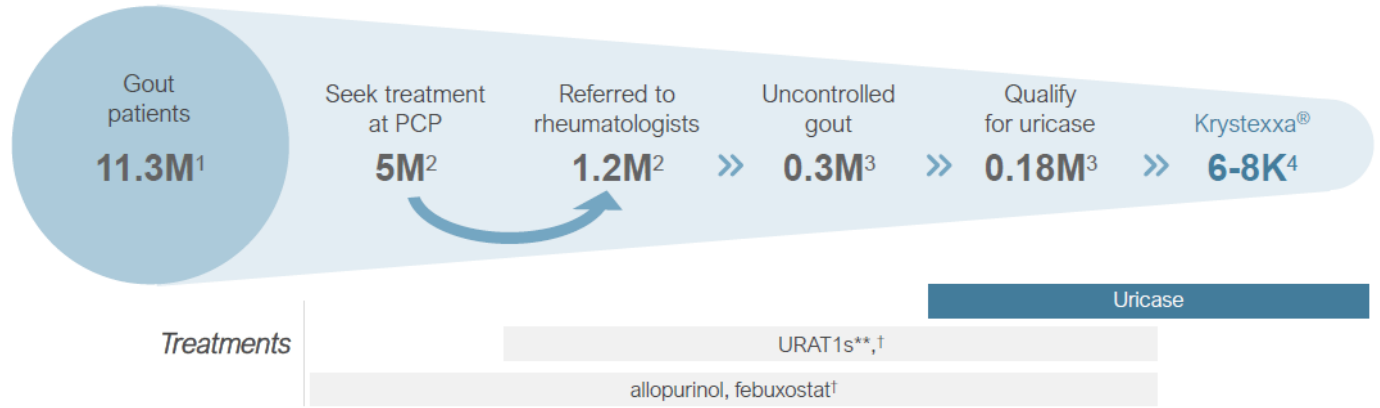 Gout
patients
11.3M¹
Seek treatment
at PCP
5M²
Referred to
rheumatologists
1.2M²
»
Uncontrolled
gout
0.3M³
»
Qualify
for uricase
0.18M³
»
Krystexxa®
6-8K⁴
Uricase
Treatments
URAT1s**,†
allopurinol, febuxostat†